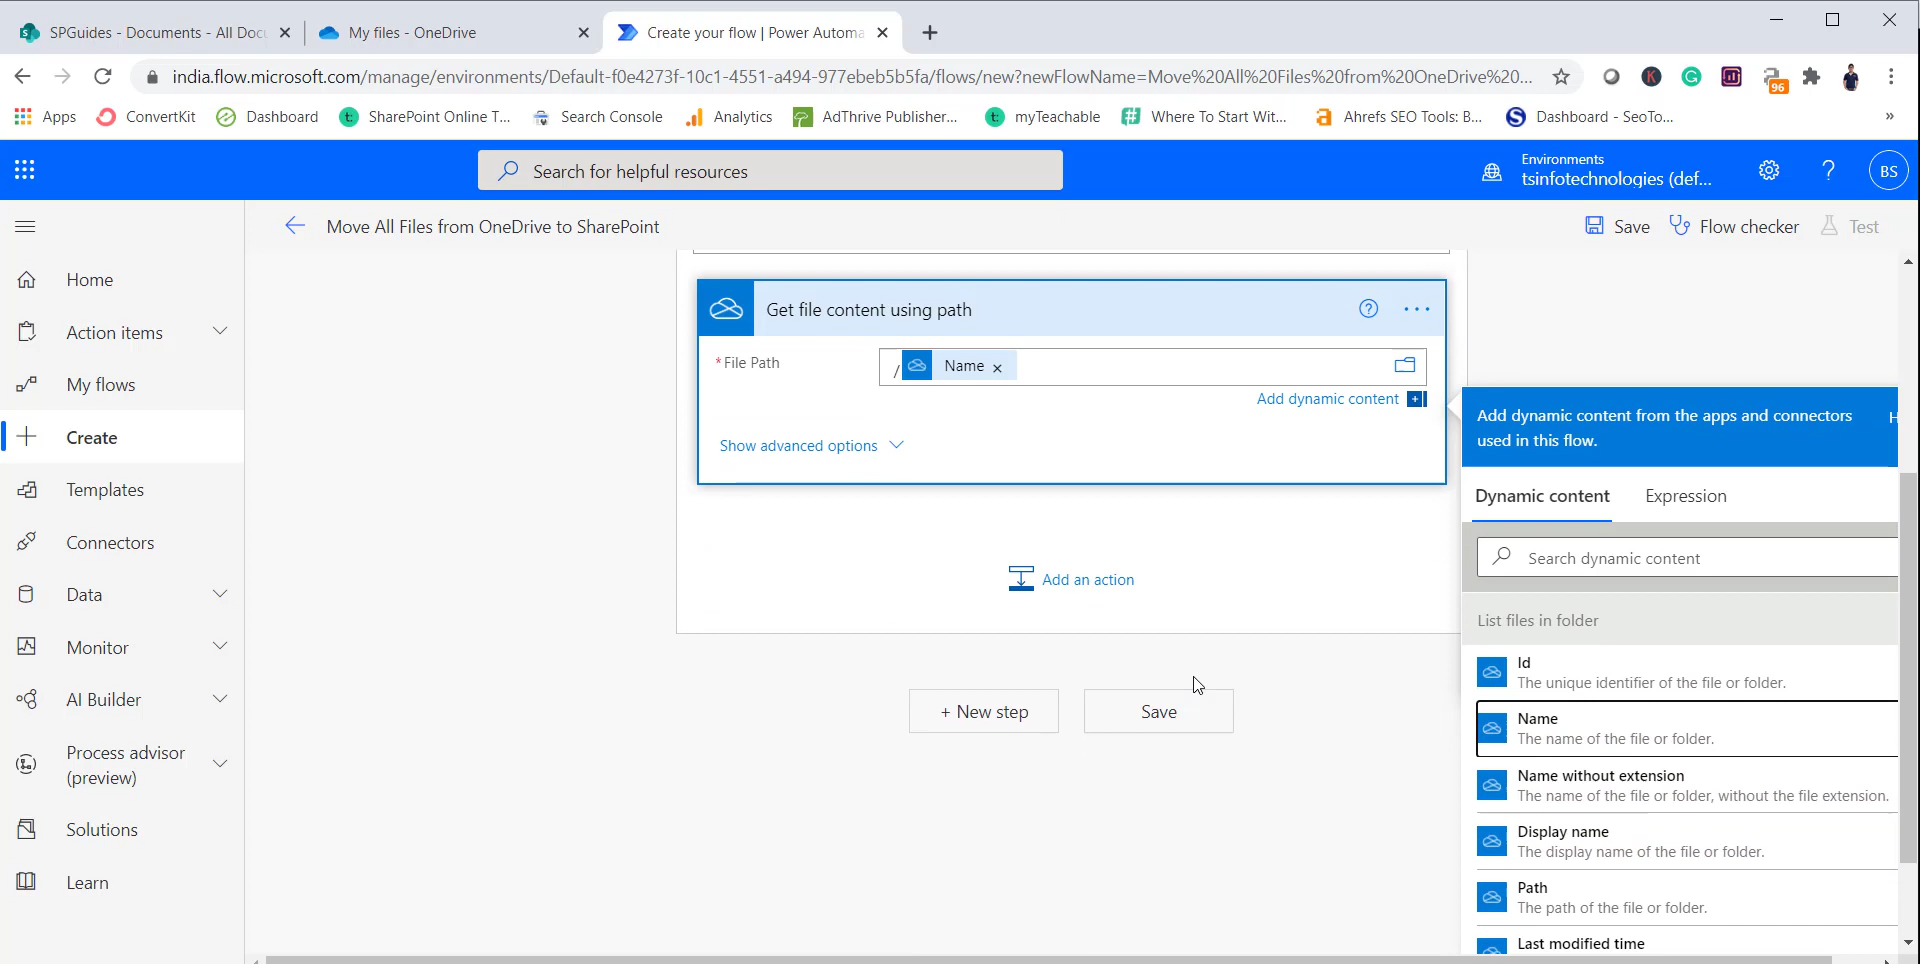 SPGuides - Documents - All Docu
My files - OneDrive
Create your flow | Power Automa
india.flow.microsoft.com/manage/environments/Default-f0e4273f-10c1-4551-a494-977ebeb5b5fa/flows/new?newFlowName=Move%20All%20Files%20from%20OneDrive%20...
K
G
96
Apps
ConvertKit
Dashboard
SharePoint Online T...
Search Console
Analytics
AdThrive Publisher...
myTeachable
Where To Start Wit...
Ahrefs SEO Tools: B...
Dashboard - SeoTo...
»
Search for helpful resources
Environments
tsinfotechnologies (def...
?
BS
Move All Files from OneDrive to SharePoint
Save
Flow checker
Test
Home
Action items
My flows
Create
Templates
Connectors
Data
Monitor
AI Builder
Process advisor
(preview)
Solutions
Learn
Get file content using path
*File Path
/ Name ×
Add dynamic content +
Show advanced options
Add an action
+ New step
Save
Add dynamic content from the apps and connectors
used in this flow.
H
Dynamic content
Expression
Search dynamic content
List files in folder
Id
The unique identifier of the file or folder.
Name
The name of the file or folder.
Name without extension
The name of the file or folder, without the file extension.
Display name
The display name of the file or folder.
Path
The path of the file or folder.
Last modified time